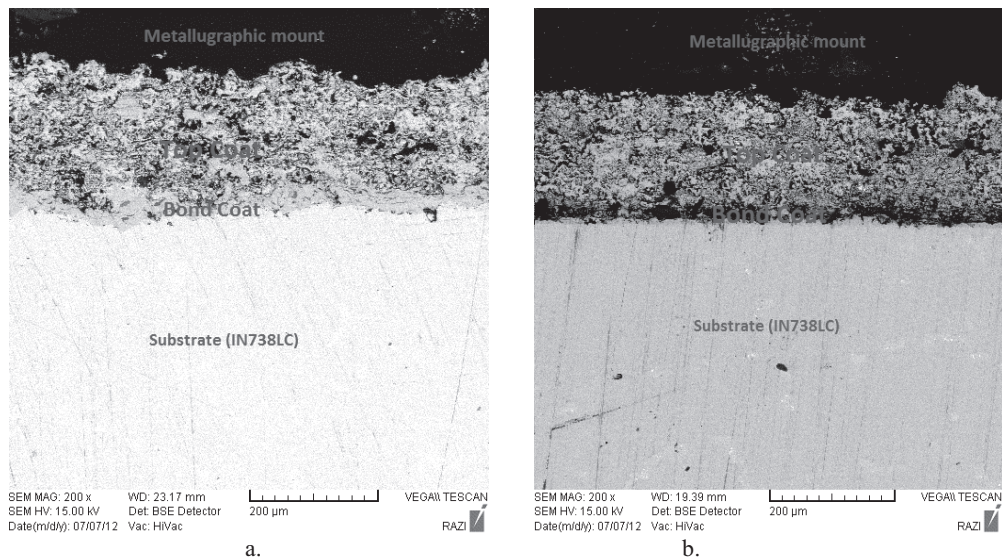 Metallugraphic mount
Top Coat
Bond Coat
Substrate (IN738LC)
SEM MAG: 200 x WD: 23.17 mm
SEM HV: 15.00 kV Det: BSE Detector
Date(m/d/y): 07/07/12 Vac: HiVac
200 µm
VEGA\\ TESCAN
RAZI
a.
Metallugraphic mount
Top Coat
Bond Coat
Substrate (IN738LC)
SEM MAG: 200 x WD: 19.39 mm
SEM HV: 15.00 kV Det: BSE Detector
Date(m/d/y): 07/07/12 Vac: HiVac
200 µm
VEGA\\ TESCAN
RAZI
b.